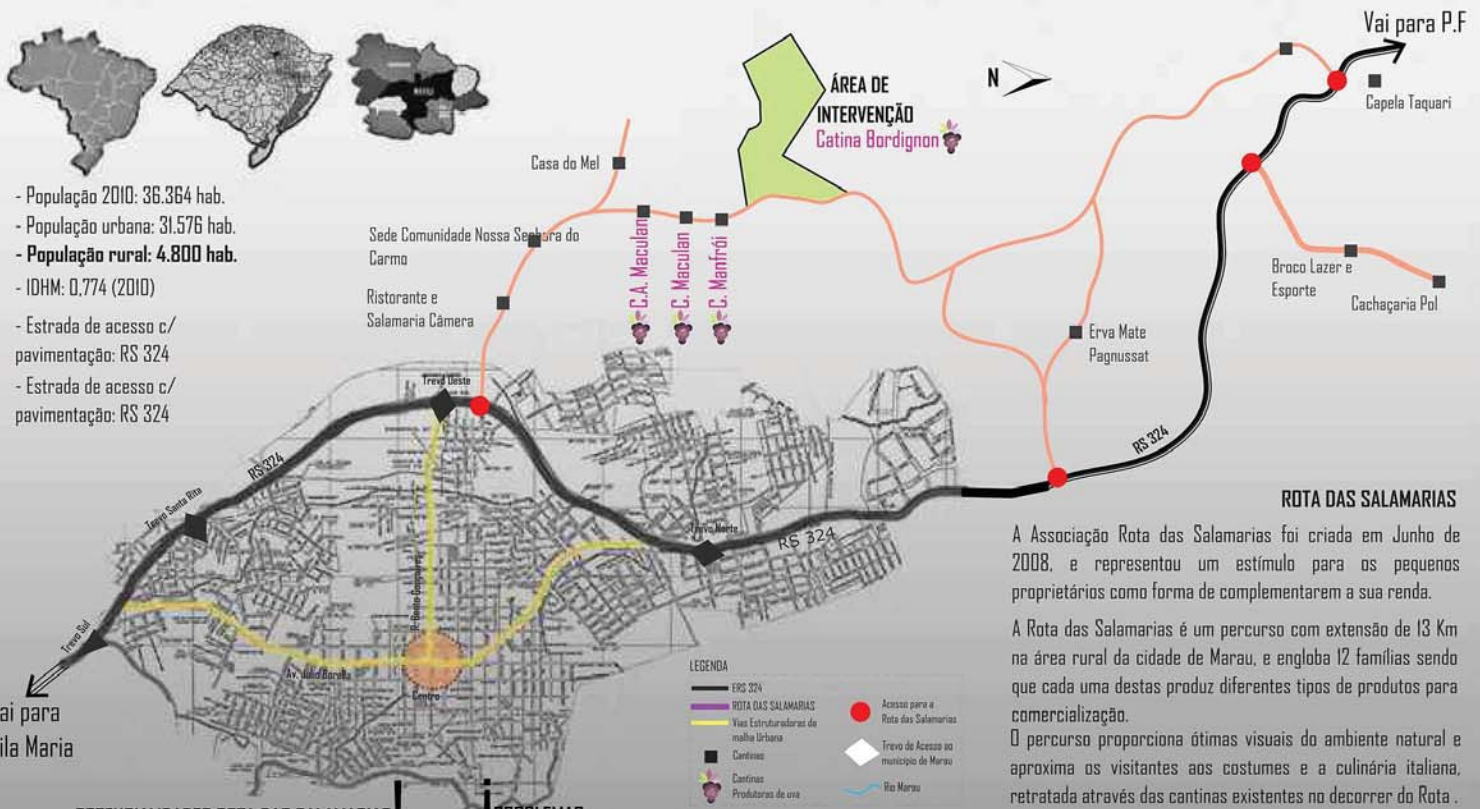 Vai para P.F
N
ÁREA DE
INTERVENÇÃO
Catina Bordignon
Capela Taquari
Casa do Mel
- População 2010: 36.364 hab.
- População urbana: 31.576 hab.
- População rural: 4.800 hab.
- IDHM: 0,774 (2010)
- Estrada de acesso c/
pavimentação: RS 324
- Estrada de acesso c/
pavimentação: RS 324
Sede Comunidade Nossa Senhora do
Carmo
Ristorante e
Salamaria Câmera
C.A. Maculan
C. Maculan
C. Manfrói
Broco Lazer e
Esporte
Cachaçaria Pol
Erva Mate
Pagnussat
Trevo Oeste
RS 324
Trevo Santa Rita
Trevo Norte
RS 324
RS 324
Trevo Sul
R. Bento Gonçalves
Av. Júlio Borella
Centro
ai para
ila Maria
LEGENDA
ERS 324
ROTA DAS SALAMARIAS
Vias Estruturadoras da
malha Urbana
Cantinas
Cantinas
Produtoras de uva
Acesso para a
Rota das Salamarias
Trevo de Acesso ao
município de Marau
Rio Marau
ROTA DAS SALAMARIAS
A Associação Rota das Salamarias foi criada em Junho de
2008, e representou um estímulo para os pequenos
proprietários como forma de complementarem a sua renda.
A Rota das Salamarias é um percurso com extensão de 13 Km
na área rural da cidade de Marau, e engloba 12 famílias sendo
que cada uma destas produz diferentes tipos de produtos para
comercialização.
O percurso proporciona ótimas visuais do ambiente natural e
aproxima os visitantes aos costumes e a culinária italiana,
retratada através das cantinas existentes no decorrer do Rota .